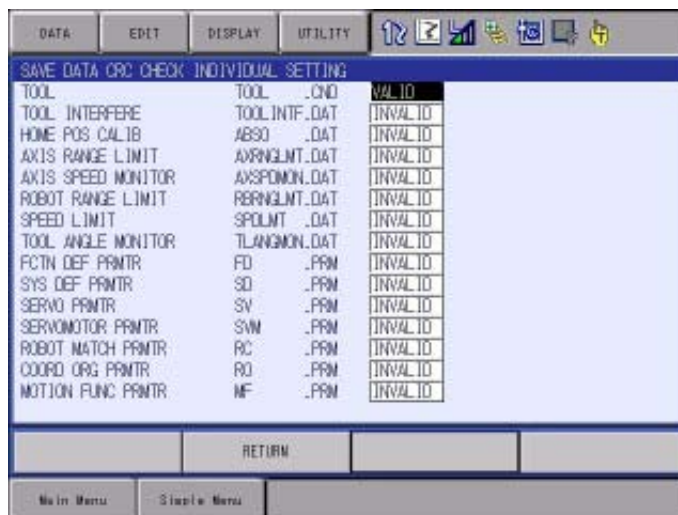 DATA EDIT DISPLAY UTILITY
SAVE DATA CRC CHECK INDIVIDUAL SETTING
TOOL TOOL .CND VALID
TOOL INTERFERE TOOLINTF.DAT INVALID
HOME POS CALIB ABSO .DAT INVALID
AXIS RANGE LIMIT AXRNGLMT.DAT INVALID
AXIS SPEED MONITOR AXSPDMON.DAT INVALID
ROBOT RANGE LIMIT RBRNGLMT.DAT INVALID
SPEED LIMIT SPDLMT .DAT INVALID
TOOL ANGLE MONITOR TLANGMON.DAT INVALID
FCTN DEF PRMTR FD .PRM INVALID
SYS DEF PRMTR SD .PRM INVALID
SERVO PRMTR SV .PRM INVALID
SERVOMOTOR PRMTR SVM .PRM INVALID
ROBOT MATCH PRMTR RC .PRM INVALID
COORD ORG PRMTR RO .PRM INVALID
MOTION FUNC PRMTR MF .PRM INVALID
RETURN
Main Menu Simple Menu